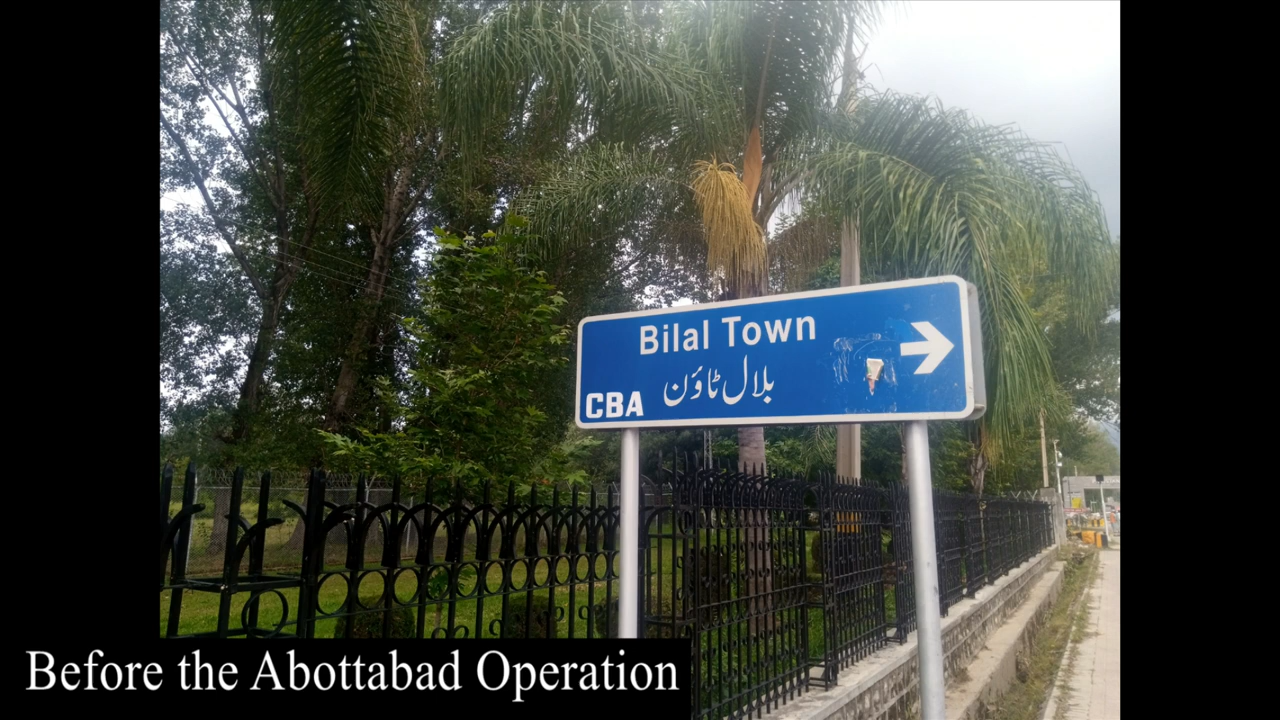 Bilal Town
بلال ٹاؤن
CBA
Before the Abottabad Operation